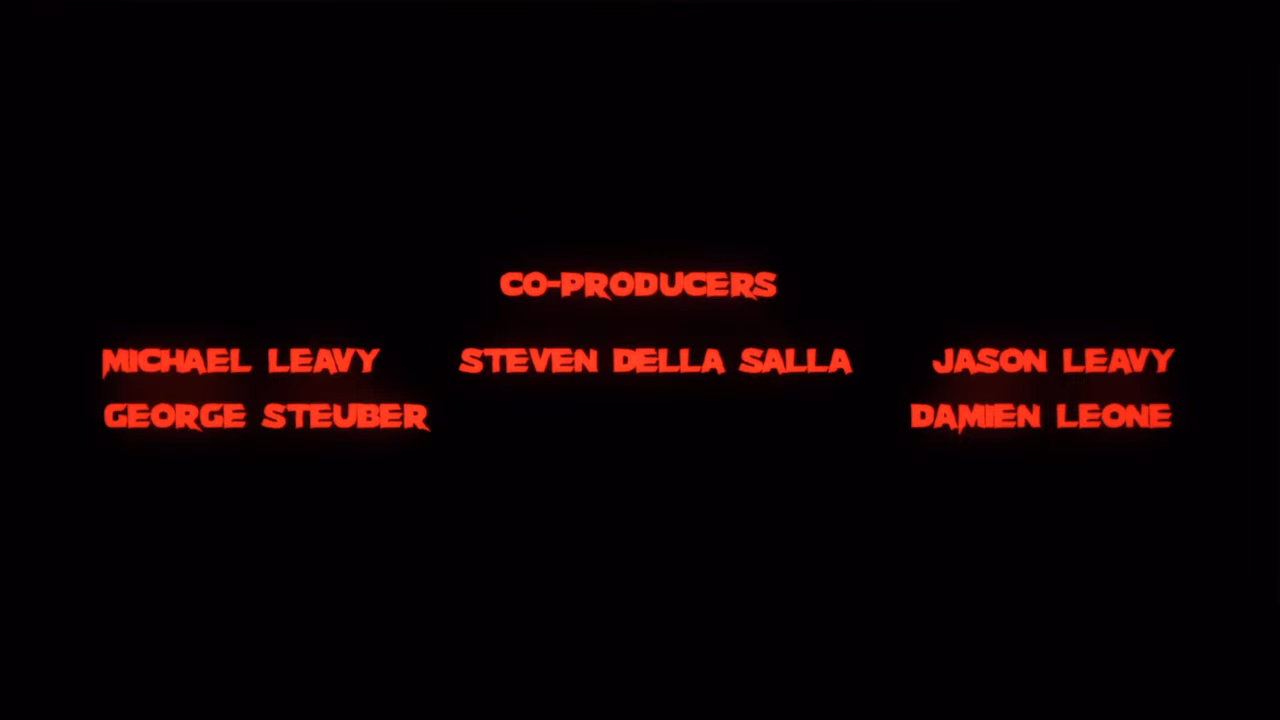 CO-PRODUCERS
MICHAEL LEAVY STEVEN DELLA SALLA JASON LEAVY
GEORGE STEUBER DAMIEN LEONE